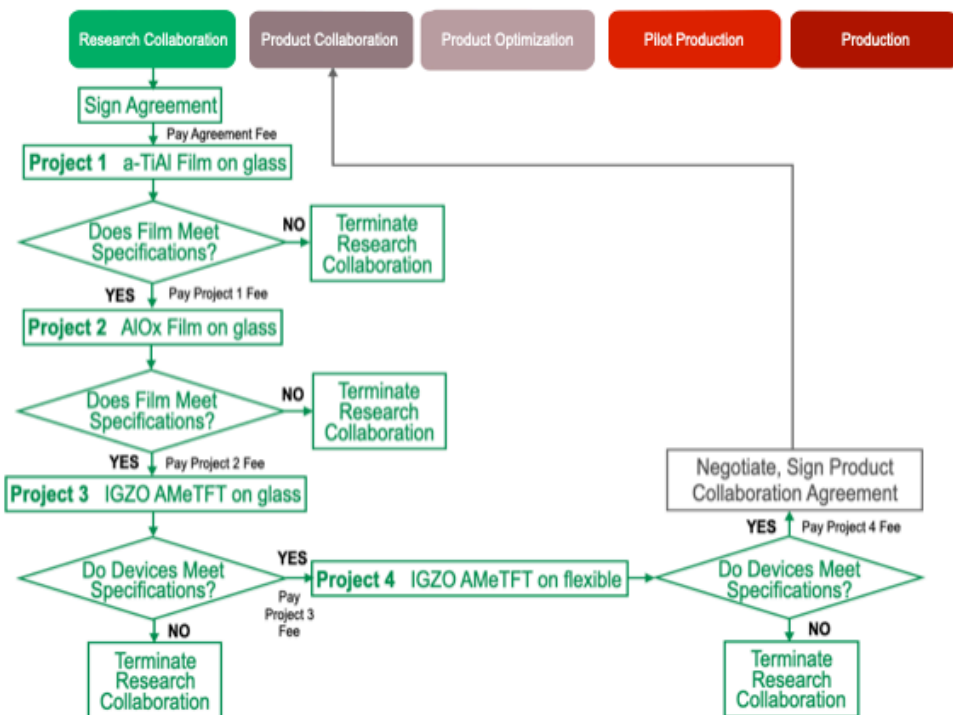 Research Collaboration
Product Collaboration
Product Optimization
Pilot Production
Production
Sign Agreement
Pay Agreement Fee
Project 1 a-TiAl Film on glass
Does Film Meet
Specifications?
NO
Terminate
Research
Collaboration
YES
Pay Project 1 Fee
Project 2 AlOx Film on glass
Does Film Meet
Specifications?
NO
Terminate
Research
Collaboration
YES
Pay Project 2 Fee
Project 3 IGZO AMeTFT on glass
Do Devices Meet
Specifications?
NO
Terminate
Research
Collaboration
YES
Pay
Project 3
Fee
Project 4 IGZO AMeTFT on flexible
Do Devices Meet
Specifications?
NO
Terminate
Research
Collaboration
YES
Pay Project 4 Fee
Negotiate, Sign Product
Collaboration Agreement